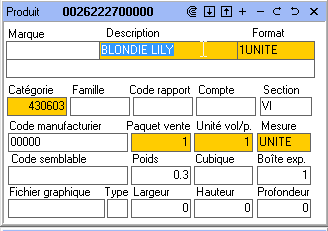 Produit 0026222700000
Marque Description Format
BLONDIE LILY 1UNITE
Catégorie Famille Code rapport Compte Section
430603 VI
Code manufacturier Paquet vente Unité vol/p. Mesure
00000 1 1 UNITE
Code semblable Poids Cubique Boîte exp.
0.3 1
Fichier graphique Type Largeur Hauteur Profondeur
0 0 0